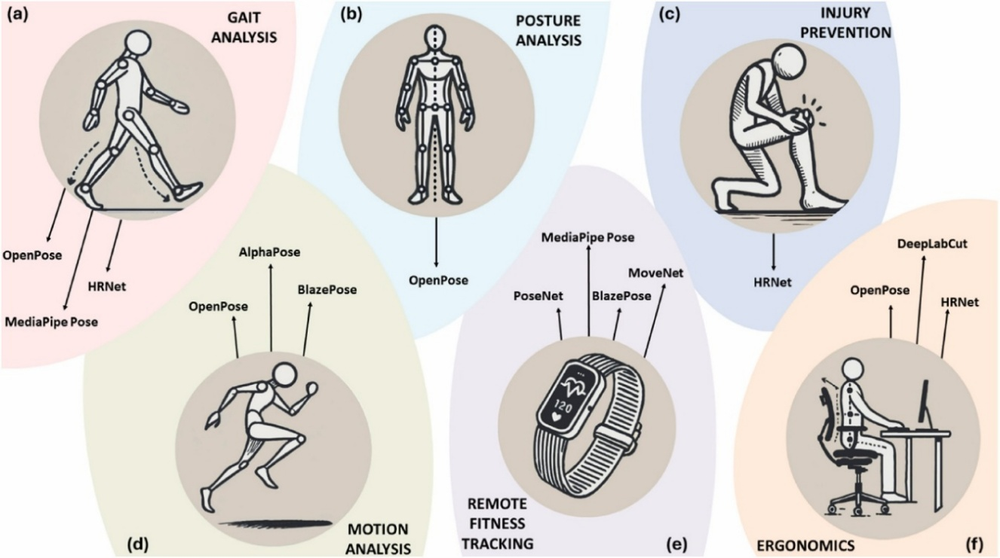 (a)
GAIT
ANALYSIS
OpenPose
HRNet
MediaPipe Pose
(b)
POSTURE
ANALYSIS
OpenPose
(c)
INJURY
PREVENTION
HRNet
AlphaPose
BlazePose
OpenPose
MOTION
ANALYSIS
(d)
MediaPipe Pose
MoveNet
PoseNet
BlazePose
120
REMOTE
FITNESS
TRACKING
(e)
DeepLabCut
OpenPose
HRNet
ERGONOMICS
(f)